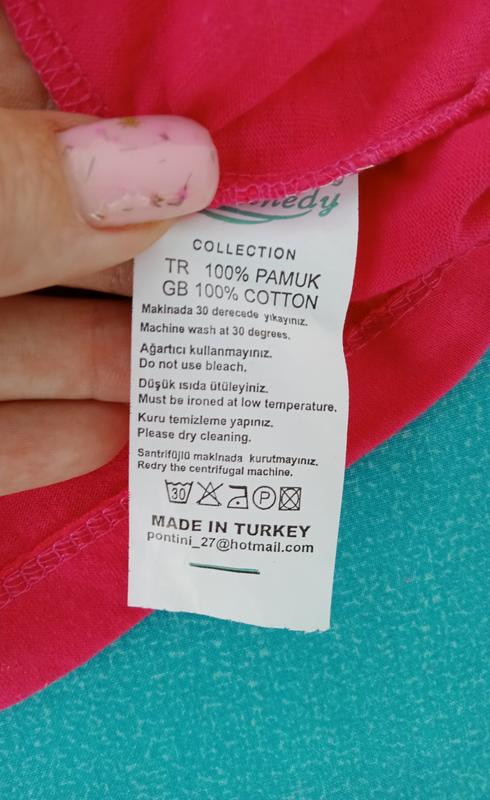 COLLECTION
TR 100% PAMUK
GB 100% COTTON
Makinada 30 derecede yıkayınız.
Machine wash at 30 degrees.
Ağartıcı kullanmayınız.
Do not use bleach.
Düşük ısıda ütüleyiniz.
Must be ironed at low temperature.
Kuru temizleme yapınız.
Please dry cleaning.
Santrifüjlü makinada kurutmayınız.
Redry the centrifugal machine.
30 P
MADE IN TURKEY
pontini_27@hotmail.com